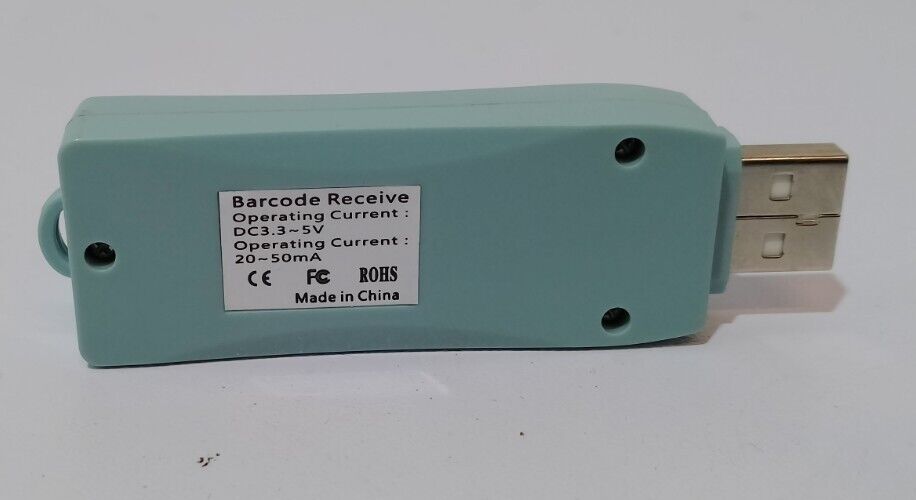 Barcode Receive
Operating Current :
DC3.3~5V
Operating Current :
20~50mA
CE FC ROHS
Made in China